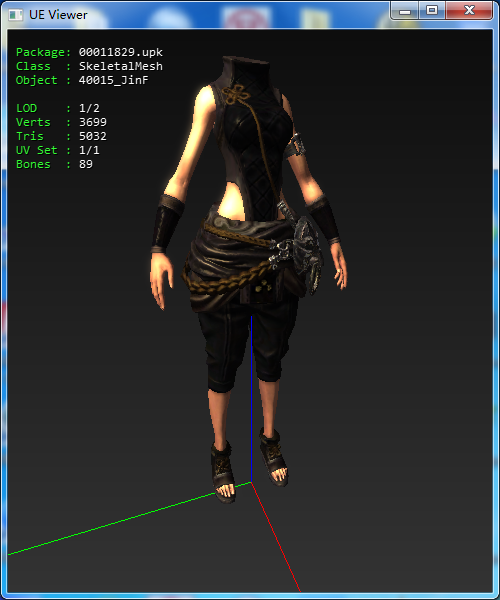 UE Viewer
Package: 00011829.upk
Class : SkeletalMesh
Object : 40015_JinF
LOD : 1/2
Verts : 3699
Tris : 5032
UV Set : 1/1
Bones : 89